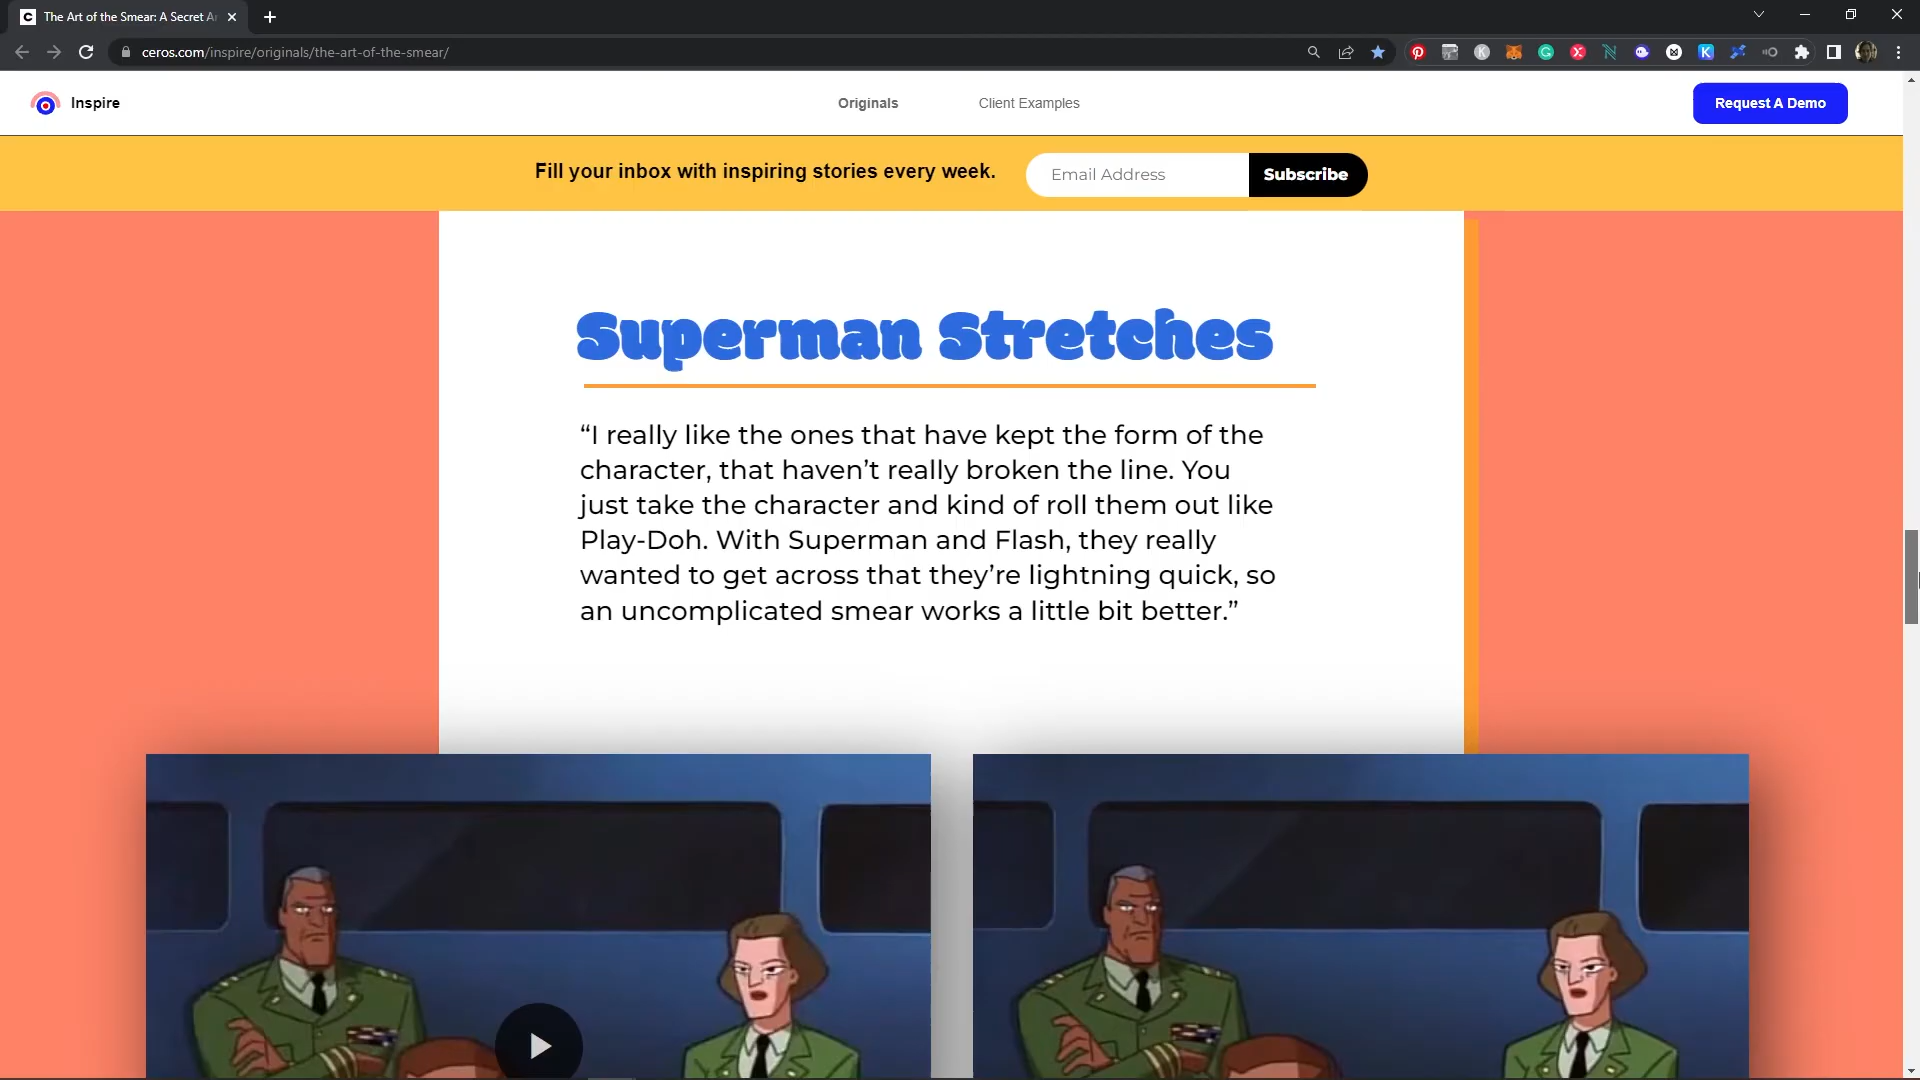 The Art of the Smear: A Secret Ar
ceros.com/inspire/originals/the-art-of-the-smear/
Inspire
Originals
Client Examples
Request A Demo
Fill your inbox with inspiring stories every week.
Email Address
Subscribe
Superman Stretches
“I really like the ones that have kept the form of the
character, that haven’t really broken the line. You
just take the character and kind of roll them out like
Play-Doh. With Superman and Flash, they really
wanted to get across that they’re lightning quick, so
an uncomplicated smear works a little bit better.”